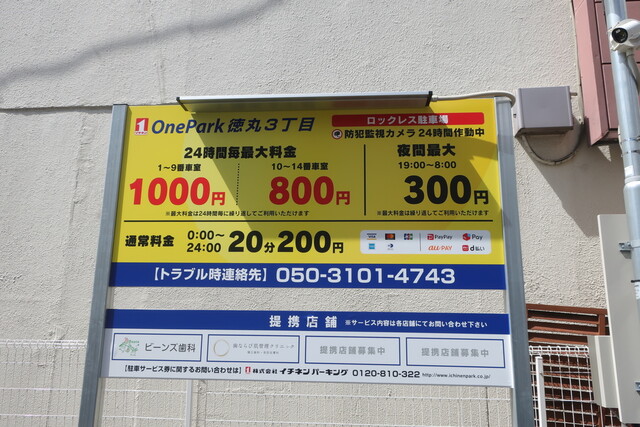 1 OnePark 徳丸3丁目
ロックレス駐車場
防犯監視カメラ24時間作動中
24時間毎最大料金
1〜9番車室
1000円
10〜14番車室
800円
※最大料金は24時間毎に繰り返してご利用いただけます
夜間最大
19:00〜8:00
300円
※最大料金は繰り返してご利用いただけます
通常料金
0:00〜
24:00
20分200円
PayPay
Pay
au PAY
d払い
【トラブル時連絡先】 050-3101-4743
提携店舗 ※サービス内容は各店舗にてお問い合わせ下さい
ビーンズ歯科
提携店舗募集中
提携店舗募集中
【駐車サービス券に関するお問い合わせは】 1 株式会社 イチネンパーキング 0120-810-322 http://www.ichinenpark.co.jp/